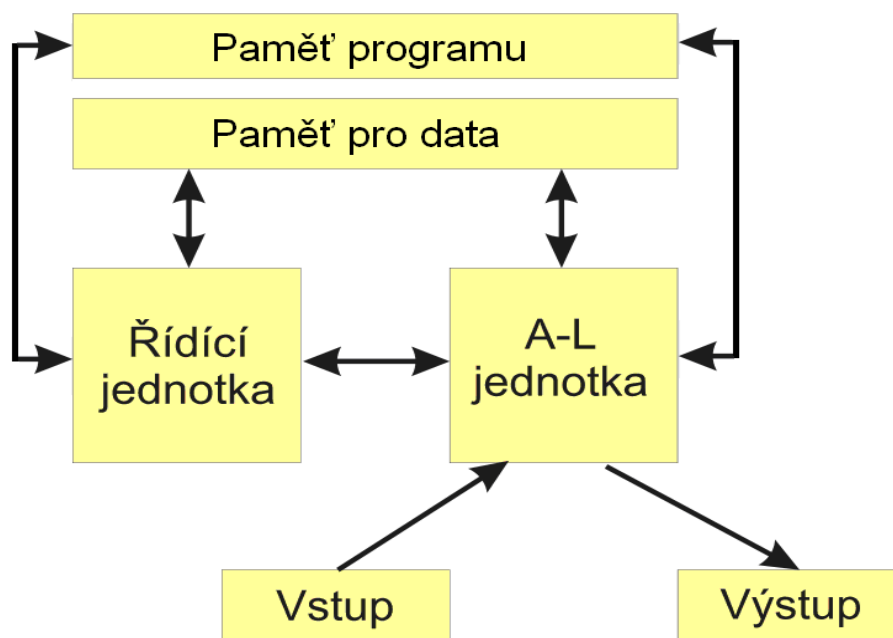 Paměť programu
Paměť pro data
Řídící
jednotka
A-L
jednotka
Vstup
Výstup